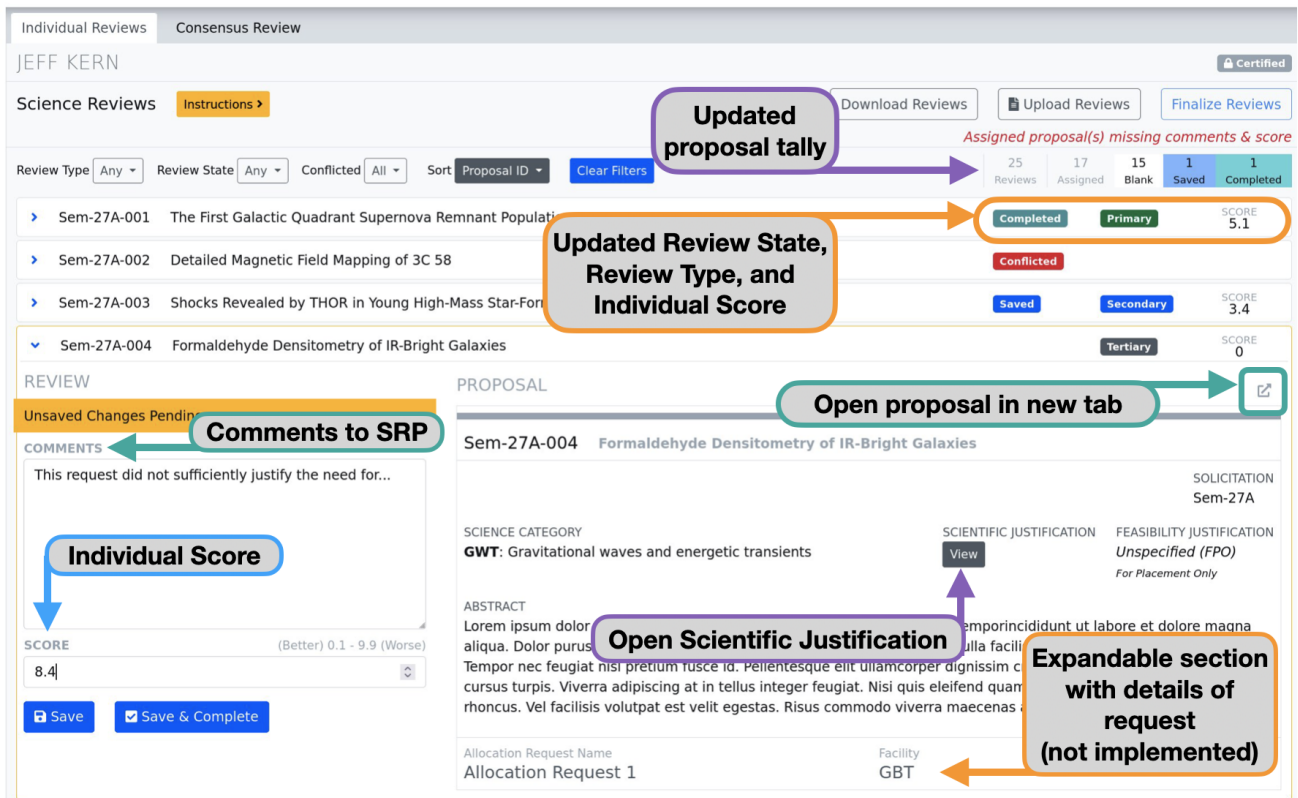 Individual Reviews Consensus Review
JEFF KERN
Certified
Science Reviews Instructions
Download Reviews Upload Reviews Finalize Reviews
Updated
proposal tally
Assigned proposal(s) missing comments & score
Review Type Any Review State Any Conflicted All Sort Proposal ID Clear Filters
25 17 15 1 1
Reviews Assigned Blank Saved Completed
Sem-27A-001 The First Galactic Quadrant Supernova Remnant Completed Primary SCORE
5.1
Updated Review State,
Review Type, and
Individual Score
Sem-27A-002 Detailed Magnetic Field Mapping of 3C 58 Conflicted
Sem-27A-003 Shocks Revealed by THOR in Young High-Mass Saved Secondary SCORE
3.4
Sem-27A-004 Formaldehyde Densitometry of IR-Bright Galaxies Tertiary SCORE
0
REVIEW
Unsaved Changes
Comments to SRP
COMMENTS
This request did not sufficiently justify the need for...
Individual Score
SCORE (Better) 0.1 - 9.9 (Worse)
8.4
Save Save & Complete
PROPOSAL
Open proposal in new tab
Sem-27A-004 Formaldehyde Densitometry of IR-Bright Galaxies
SOLICITATION
Sem-27A
SCIENCE CATEGORY SCIENTIFIC JUSTIFICATION FEASIBILITY JUSTIFICATION
GWT: Gravitational waves and energetic transients View Unspecified (FPO)
For Placement Only
ABSTRACT
Lorem ipsum dolor ut labore et dolore magna
Open Scientific Justification
aliqua. Dolor purus
Tempor nec feugiat nisl pretium fusce id. Pellentesque elit ullamcorper dignissim
cursus turpis. Viverra adipiscing at in tellus integer feugiat. Nisi quis eleifend
rhoncus. Vel facilisis volutpat est velit egestas. Risus commodo viverra maecenas
Expandable section
with details of
request
(not implemented)
Allocation Request Name Facility
Allocation Request 1 GBT